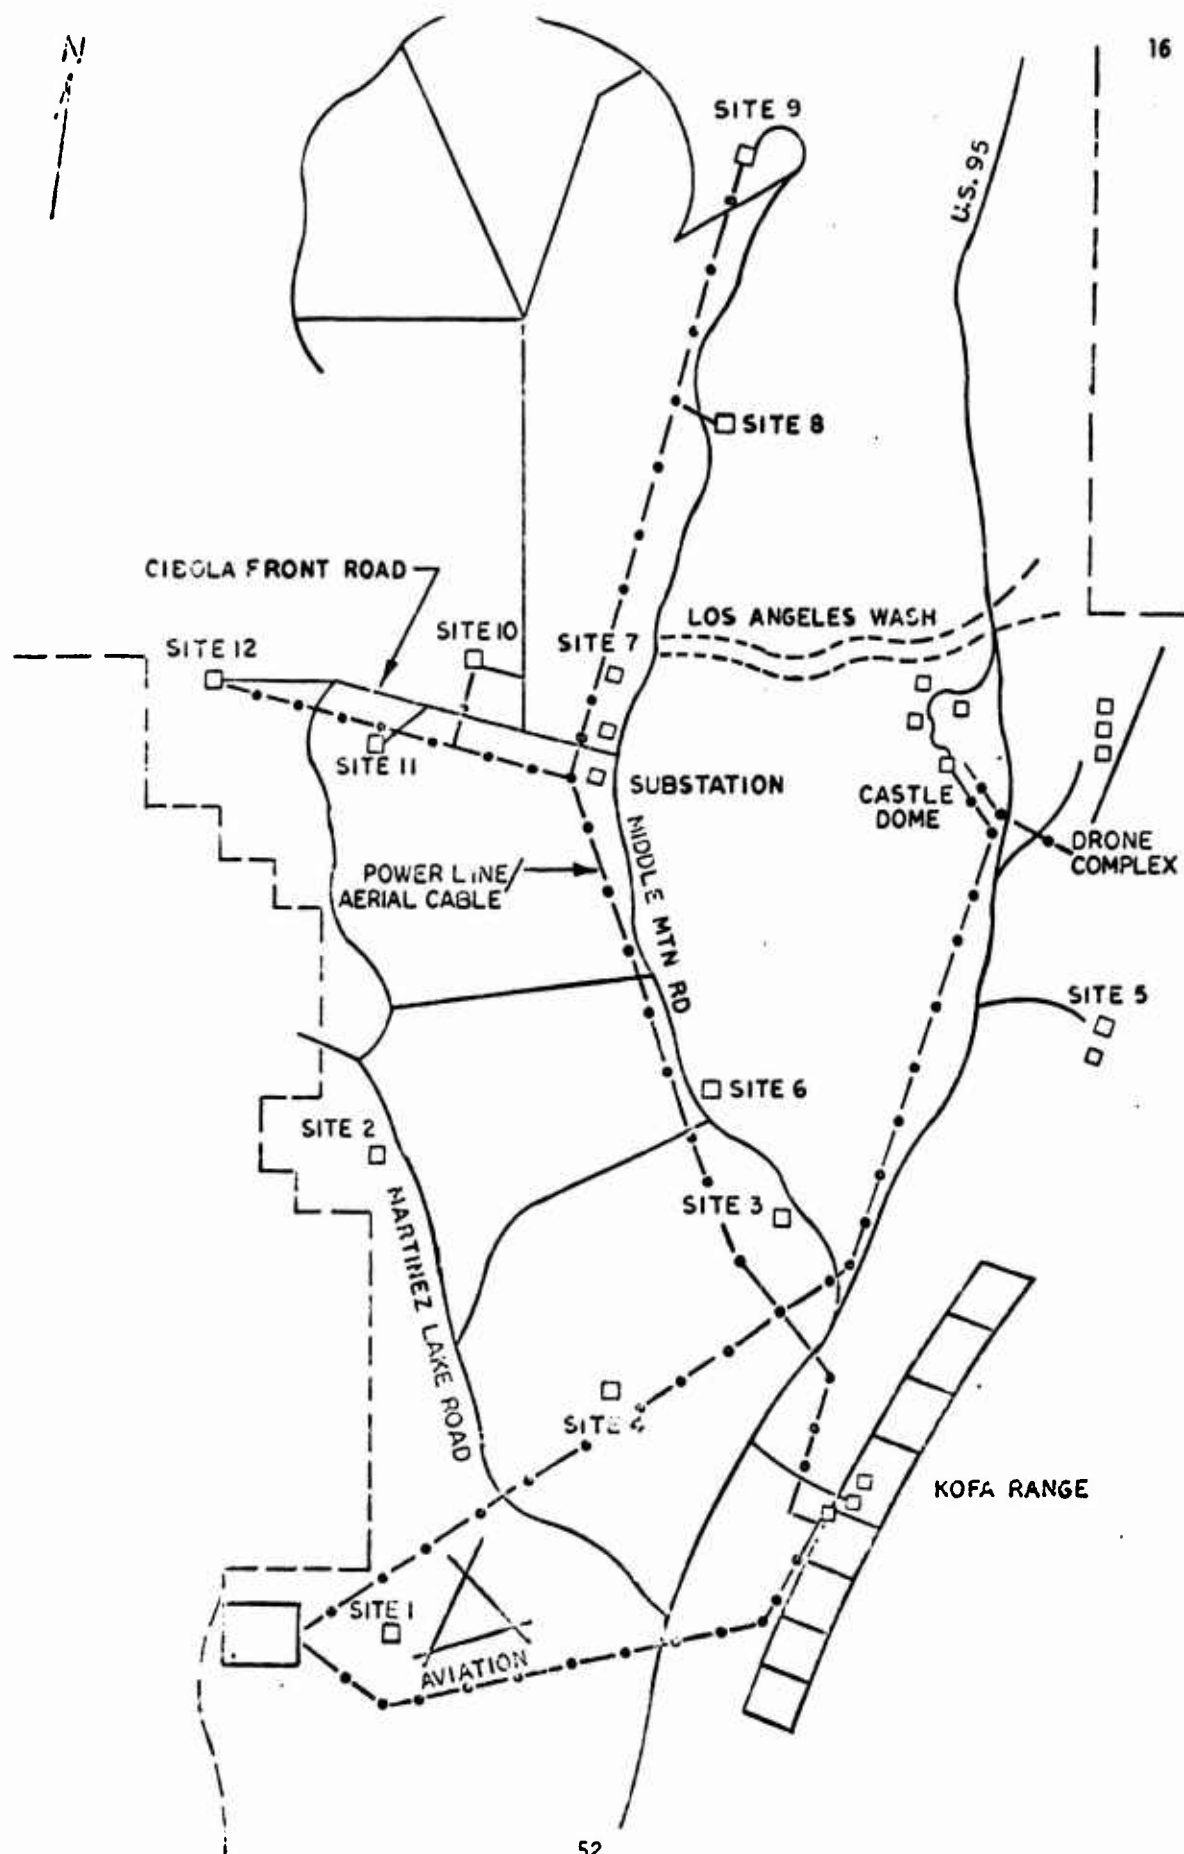 N
16
SITE 9
U.S. 95
SITE 8
CIBOLA FRONT ROAD
SITE 10
LOS ANGELES WASH
SITE 7
SITE 12
SITE 11
SUBSTATION
CASTLE
DOME
DRONE
COMPLEX
POWER LINE/
AERIAL CABLE
MIDDLE MTN RD
SITE 5
SITE 6
SITE 2
SITE 3
MARTINEZ LAKE ROAD
SITE 4
KOFA RANGE
SITE 1
AVIATION
52